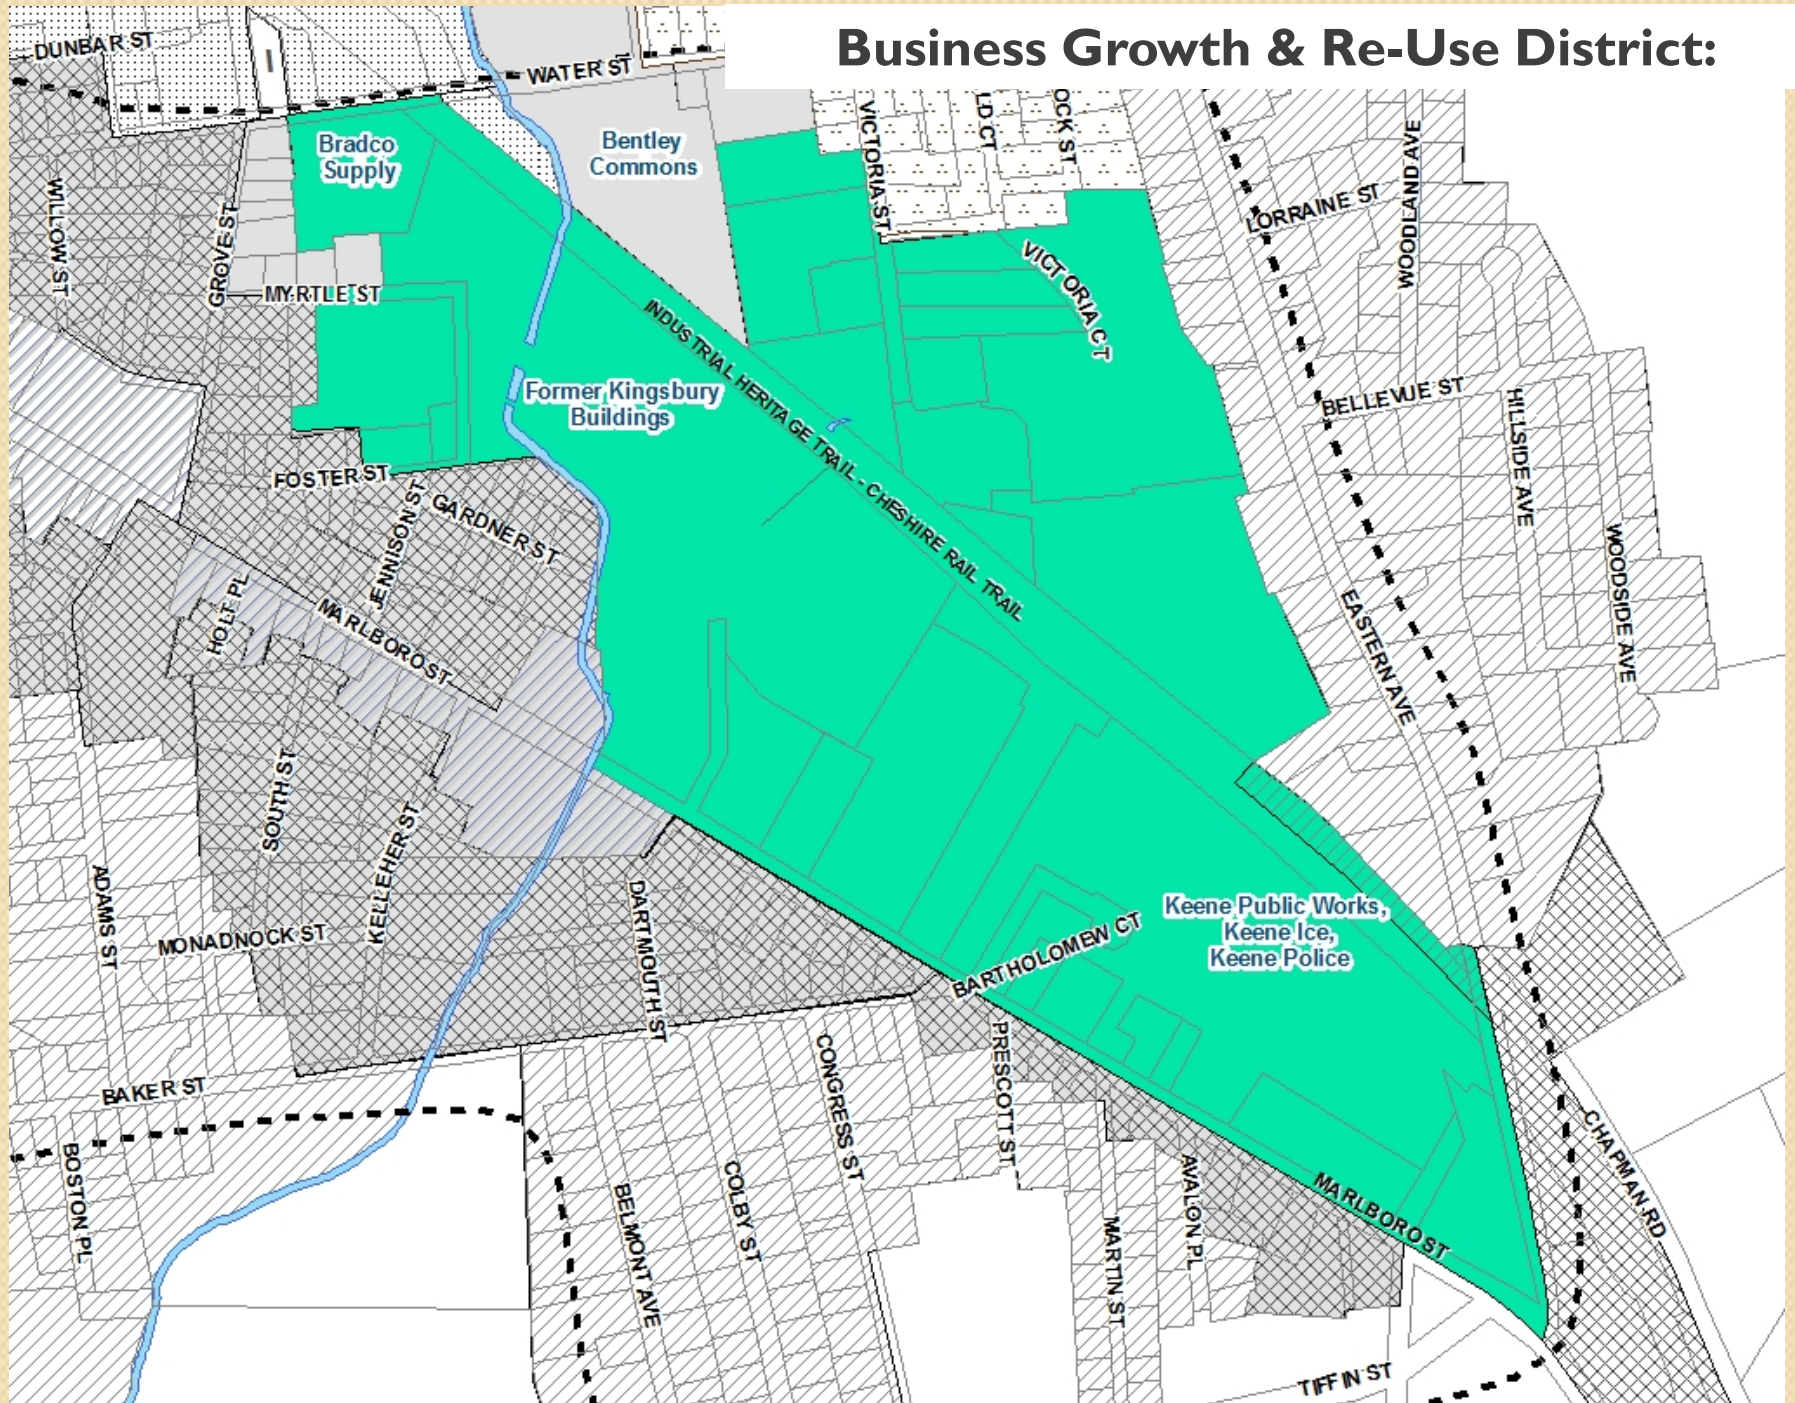 Business Growth & Re-Use District:
DUNBAR ST
I
WATER ST
Bradco
Supply
Bentley
Commons
VICTORIA ST
LD CT
OCK ST
WOODLAND AVE
LORRAINE ST
WILLOW ST
GROVE ST
MYRTLE ST
VICTORIA CT
INDUSTRIAL HERITAGE TRAIL - CHESHIRE RAIL TRAIL
Former Kingsbury
Buildings
BELLEVUE ST
HILLSIDE AVE
FOSTER ST
JENNISON ST
GARDNER ST
WOODSIDE AVE
HOLT PL
MARLBORO ST
EASTERN AVE
SOUTH ST
KELLEHER ST
ADAMS ST
MONADNOCK ST
DARTMOUTH ST
BARTHOLOMEW CT
Keene Public Works,
Keene Ice,
Keene Police
BAKER ST
BOSTON PL
PRESCOTT ST
CONGRESS ST
COLBY ST
BELMONT AVE
MARTIN ST
AVALON PL
MARLBORO ST
CHAPMAN RD
TIFFIN ST